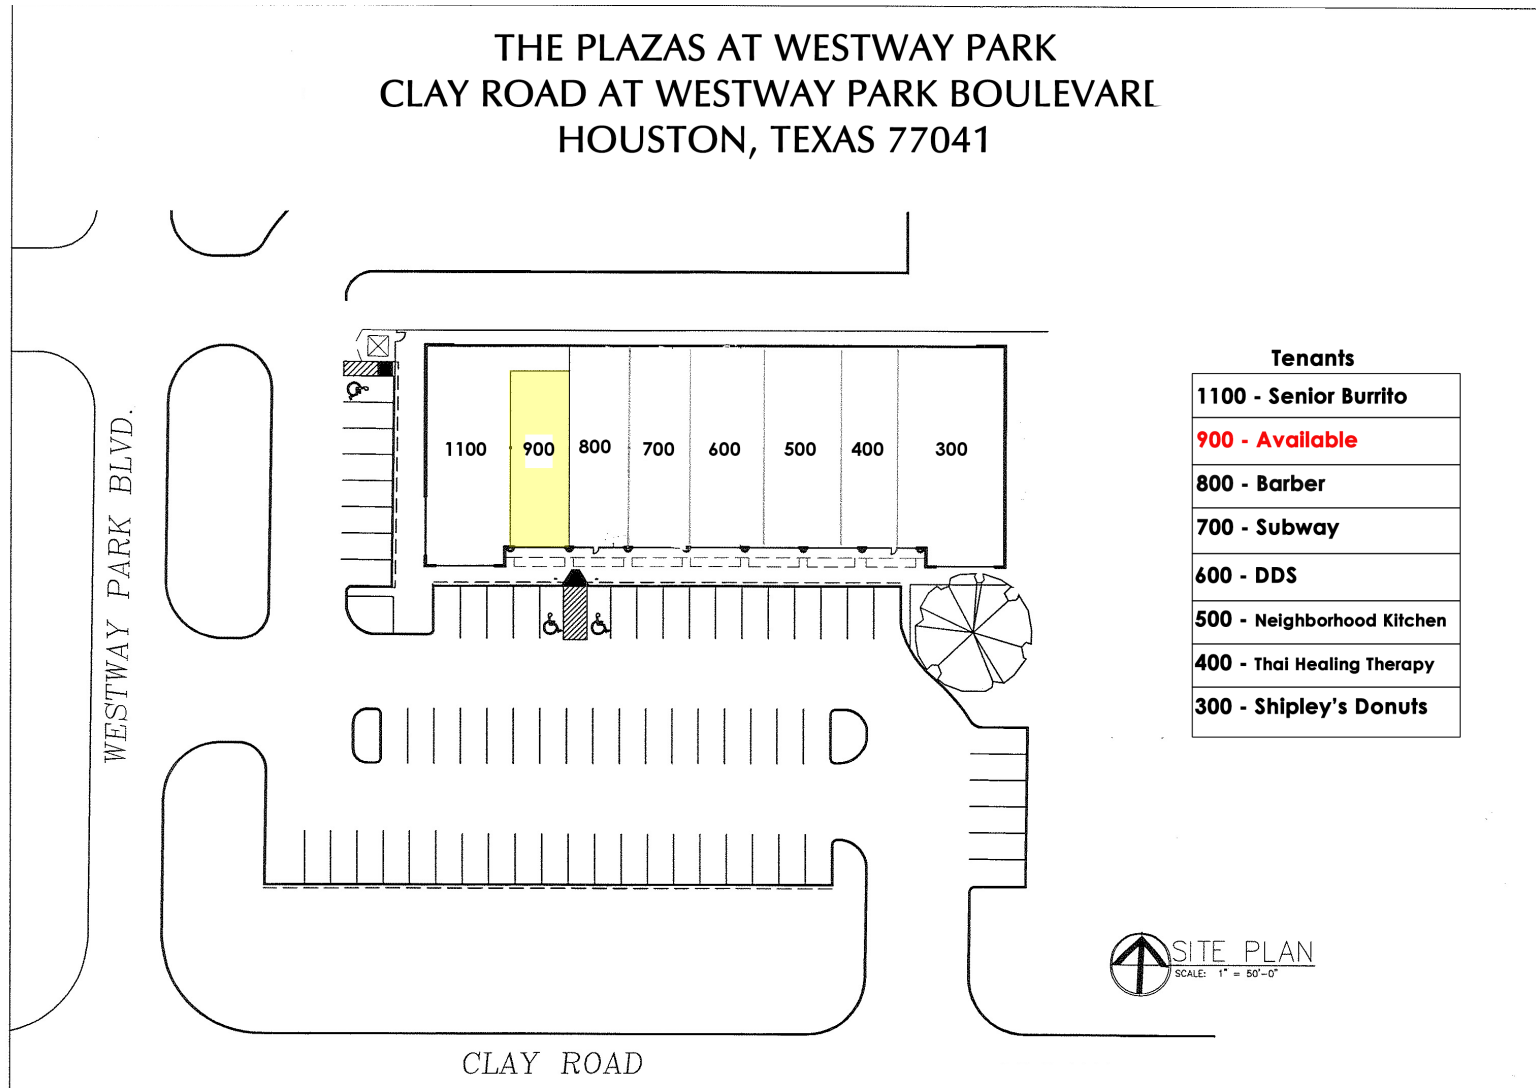 THE PLAZAS AT WESTWAY PARK
CLAY ROAD AT WESTWAY PARK BOULEVARD
HOUSTON, TEXAS 77041
Tenants
1100 - Senior Burrito
900 - Available
800 - Barber
700 - Subway
600 - DDS
500 - Neighborhood Kitchen
400 - Thai Healing Therapy
300 - Shipley's Donuts
1100 900 800 700 600 500 400 300
WESTWAY PARK BLVD.
SITE PLAN
SCALE: 1" = 50'-0"
CLAY ROAD